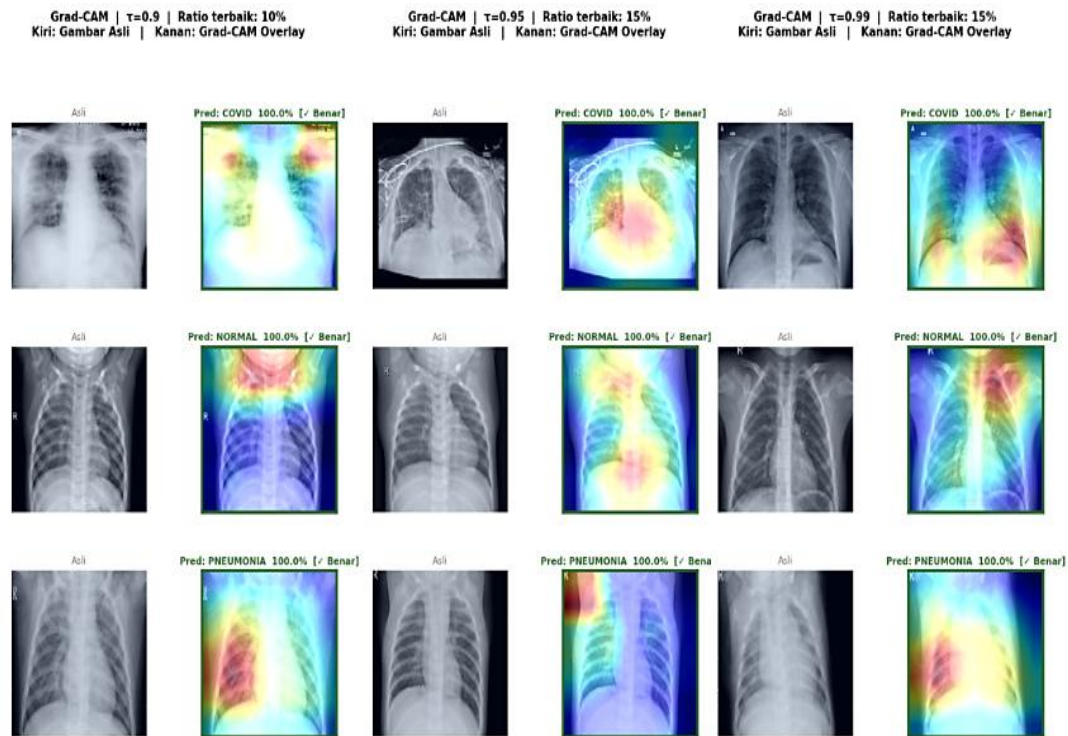 Grad-CAM | τ=0.9 | Ratio terbaik: 10%
Kiri: Gambar Asli | Kanan: Grad-CAM Overlay
Grad-CAM | τ=0.95 | Ratio terbaik: 15%
Kiri: Gambar Asli | Kanan: Grad-CAM Overlay
Grad-CAM | τ=0.99 | Ratio terbaik: 15%
Kiri: Gambar Asli | Kanan: Grad-CAM Overlay
Asli
Pred: COVID 100.0% [✓ Benar]
Asli
Pred: COVID 100.0% [✓ Benar]
Asli
Pred: COVID 100.0% [✓ Benar]
Asli
Pred: NORMAL 100.0% [✓ Benar]
Asli
Pred: NORMAL 100.0% [✓ Benar]
Asli
Pred: NORMAL 100.0% [✓ Benar]
R
R
Asli
Pred: PNEUMONIA 100.0% [✓ Benar]
Asli
Pred: PNEUMONIA 100.0% [✓ Bena
Asli
Pred: PNEUMONIA 100.0% [✓ Benar]